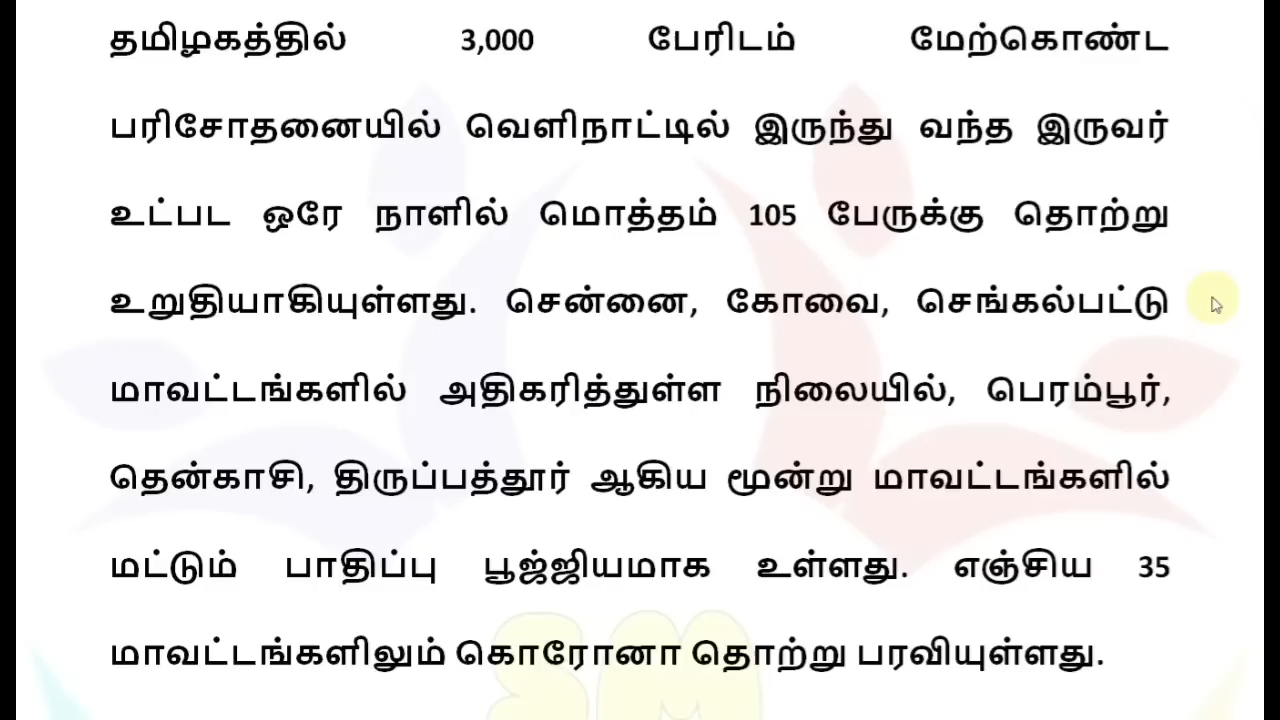 தமிழகத்தில் 3,000 பேரிடம் மேற்கொண்ட
பரிசோதனையில் வெளிநாட்டில் இருந்து வந்த இருவர்
உட்பட ஒரே நாளில் மொத்தம் 105 பேருக்கு தொற்று
உறுதியாகியுள்ளது. சென்னை, கோவை, செங்கல்பட்டு
மாவட்டங்களில் அதிகரித்துள்ள நிலையில், பெரம்பூர்,
தென்காசி, திருப்பத்தூர் ஆகிய மூன்று மாவட்டங்களில்
மட்டும் பாதிப்பு பூஜ்ஜியமாக உள்ளது. எஞ்சிய 35
மாவட்டங்களிலும் கொரோனா தொற்று பரவியுள்ளது.
SM